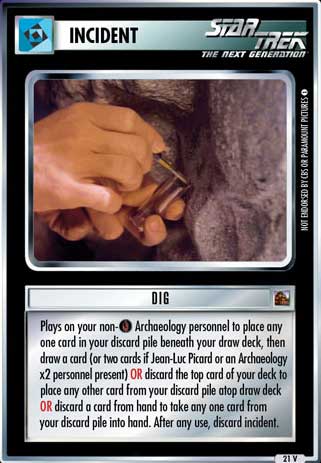 INCIDENT
STAR TREK
THE NEXT GENERATION
NOT ENDORSED BY CBS OR PARAMOUNT PICTURES
DIG
Plays on your non- Archaeology personnel to place any
one card in your discard pile beneath your draw deck, then
draw a card (or two cards if Jean-Luc Picard or an Archaeology
x2 personnel present) OR discard the top card of your deck to
place any other card from your discard pile atop draw deck
OR discard a card from hand to take any one card from
your discard pile into hand. After any use, discard incident.
21 V